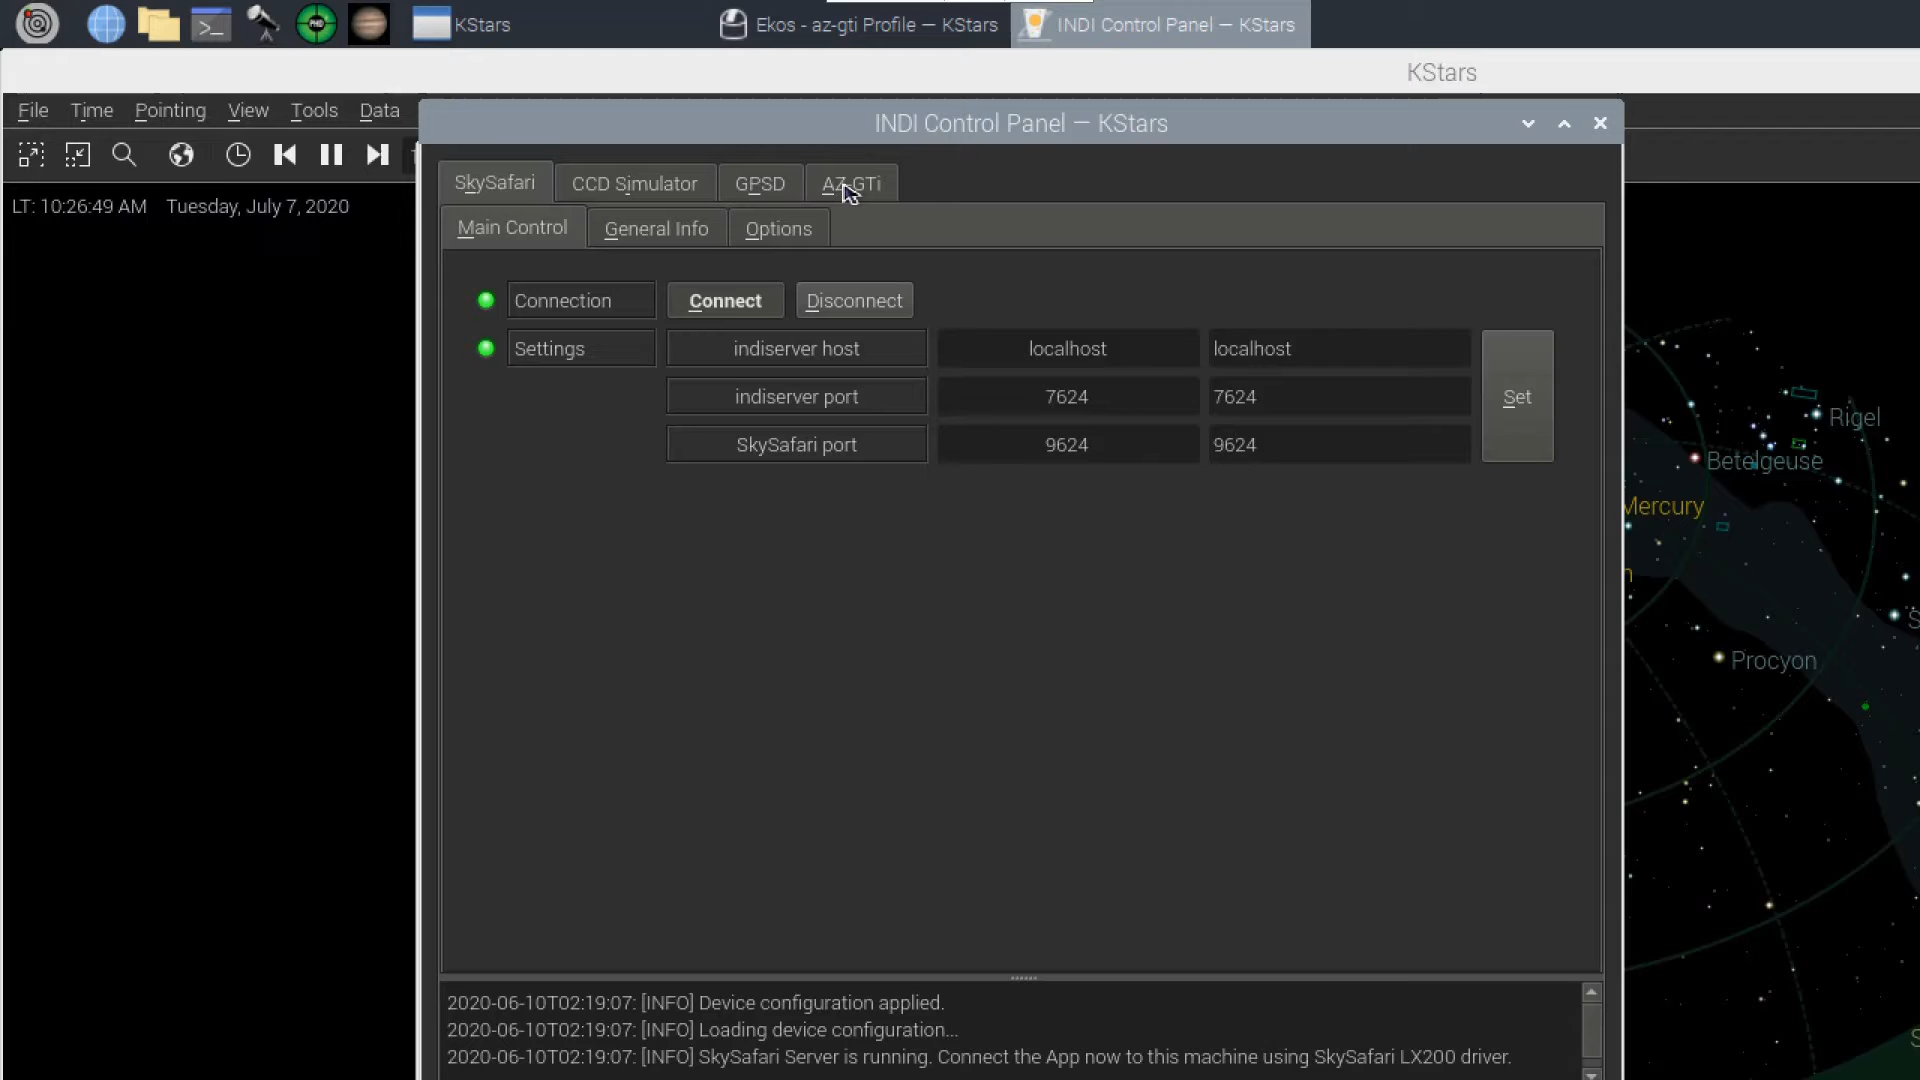 KStars
Ekos - az-gti Profile — KStars
INDI Control Panel — KStars
KStars
File Time Pointing View Tools Data
INDI Control Panel — KStars
LT: 10:26:49 AM Tuesday, July 7, 2020
SkySafari CCD Simulator GPSD AZ-GTi
Main Control General Info Options
Connection Connect Disconnect
Settings indiserver host localhost localhost
indiserver port 7624 7624 Set
SkySafari port 9624 9624
Rigel
Betelgeuse
Mercury
Procyon
2020-06-10T02:19:07: [INFO] Device configuration applied.
2020-06-10T02:19:07: [INFO] Loading device configuration...
2020-06-10T02:19:07: [INFO] SkySafari Server is running. Connect the App now to this machine using SkySafari LX200 driver.